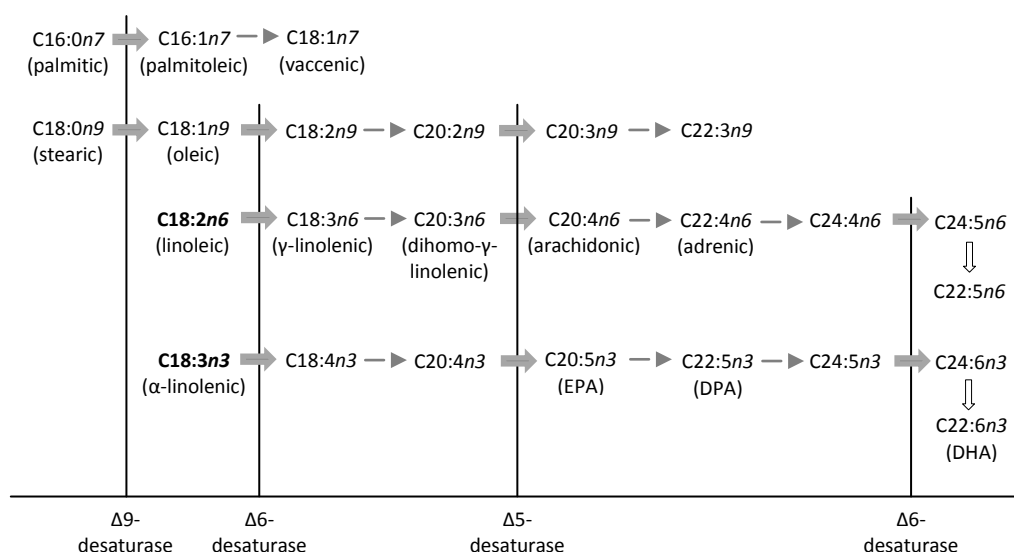 C16:0n7 C16:1n7 C18:1n7
(palmitic) (palmitoleic) (vaccenic)
C18:0n9 C18:1n9 C18:2n9 C20:2n9 C20:3n9 C22:3n9
(stearic) (oleic)
C18:2n6 C18:3n6 C20:3n6 C20:4n6 C22:4n6 C24:4n6 C24:5n6
(linoleic) (γ-linolenic) (dihomo-γ- (arachidonic) (adrenic)
linolenic)
C22:5n6
C18:3n3 C18:4n3 C20:4n3 C20:5n3 C22:5n3 C24:5n3 C24:6n3
(α-linolenic) (EPA) (DPA)
C22:6n3
(DHA)
Δ9- Δ6- Δ5- Δ6-
desaturase desaturase desaturase desaturase